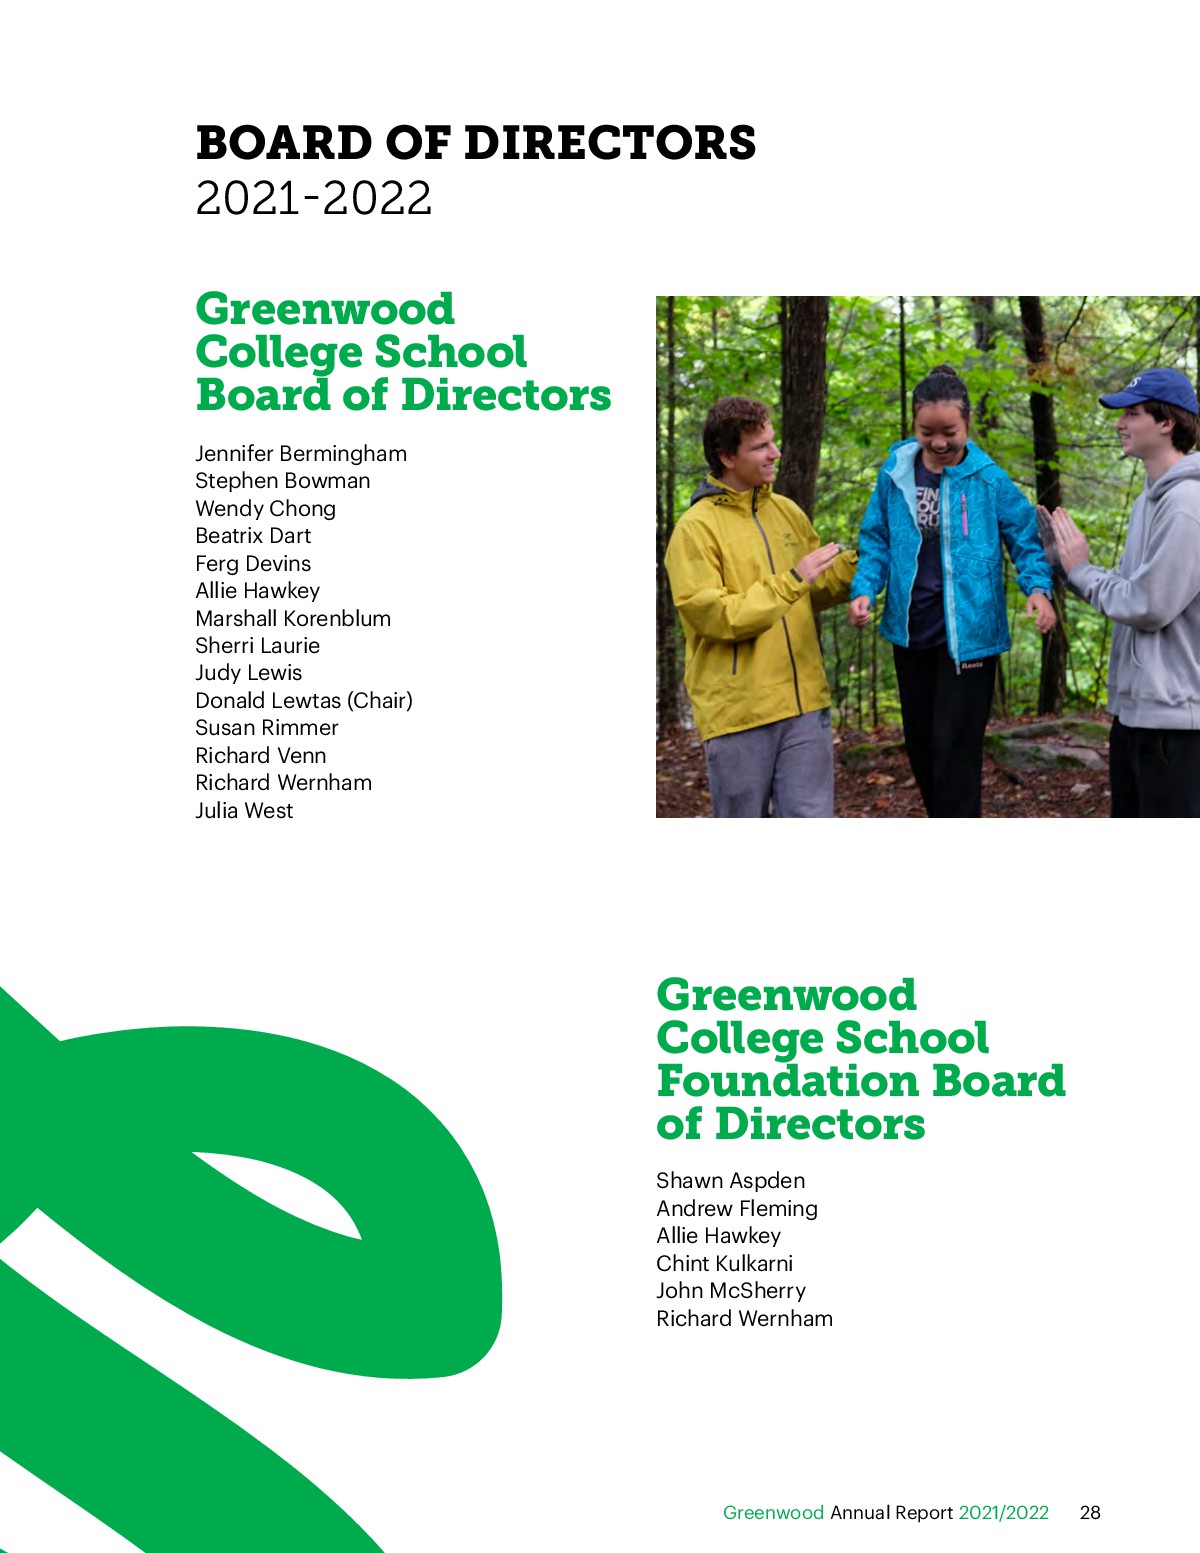 BOARD OF DIRECTORS
2021-2022
Greenwood
College School
Board of Directors
Jennifer Bermingham
Stephen Bowman
Wendy Chong
Beatrix Dart
Ferg Devins
Allie Hawkey
Marshall Korenblum
Sherri Laurie
Judy Lewis
Donald Lewtas (Chair)
Susan Rimmer
Richard Venn
Richard Wernham
Julia West
Roots
Greenwood
College School
Foundation Board
of Directors
Shawn Aspden
Andrew Fleming
Allie Hawkey
Chint Kulkarni
John McSherry
Richard Wernham
Greenwood Annual Report 2021/2022 28